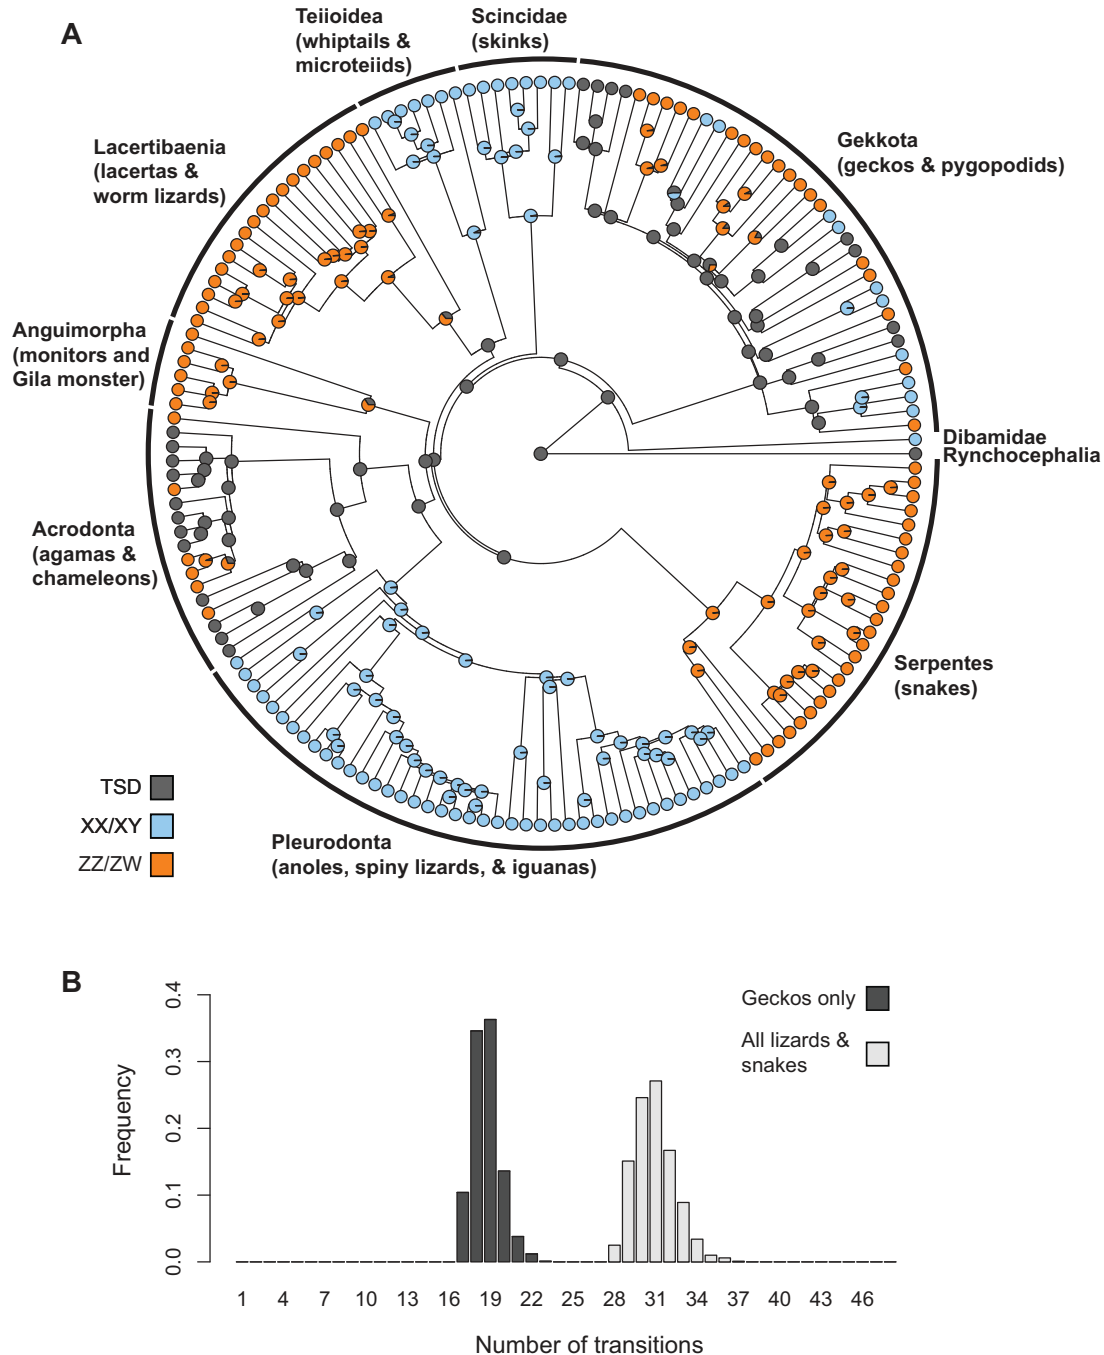 A
Teiioidea
(whiptails &
microteiids)
Scincidae
(skinks)
Lacertibaenia
(lacertas &
worm lizards)
Gekkota
(geckos & pygopodids)
Anguimorpha
(monitors and
Gila monster)
Dibamidae
Rynchocephalia
Acrodonta
(agamas &
chameleons)
Serpentes
(snakes)
TSD
XX/XY
ZZ/ZW
Pleurodonta
(anoles, spiny lizards, & iguanas)
B
Frequency
0.4
0.3
0.2
0.1
0.0
Geckos only
All lizards &
snakes
1 4 7 10 13 16 19 22 25 28 31 34 37 40 43 46
Number of transitions